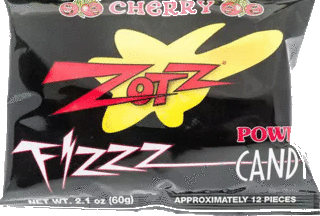 CHERRY
ZOTZ
POW
FIZZZ
CANDY
NET WT. 2.1 oz (60g)
APPROXIMATELY 12 PIECES